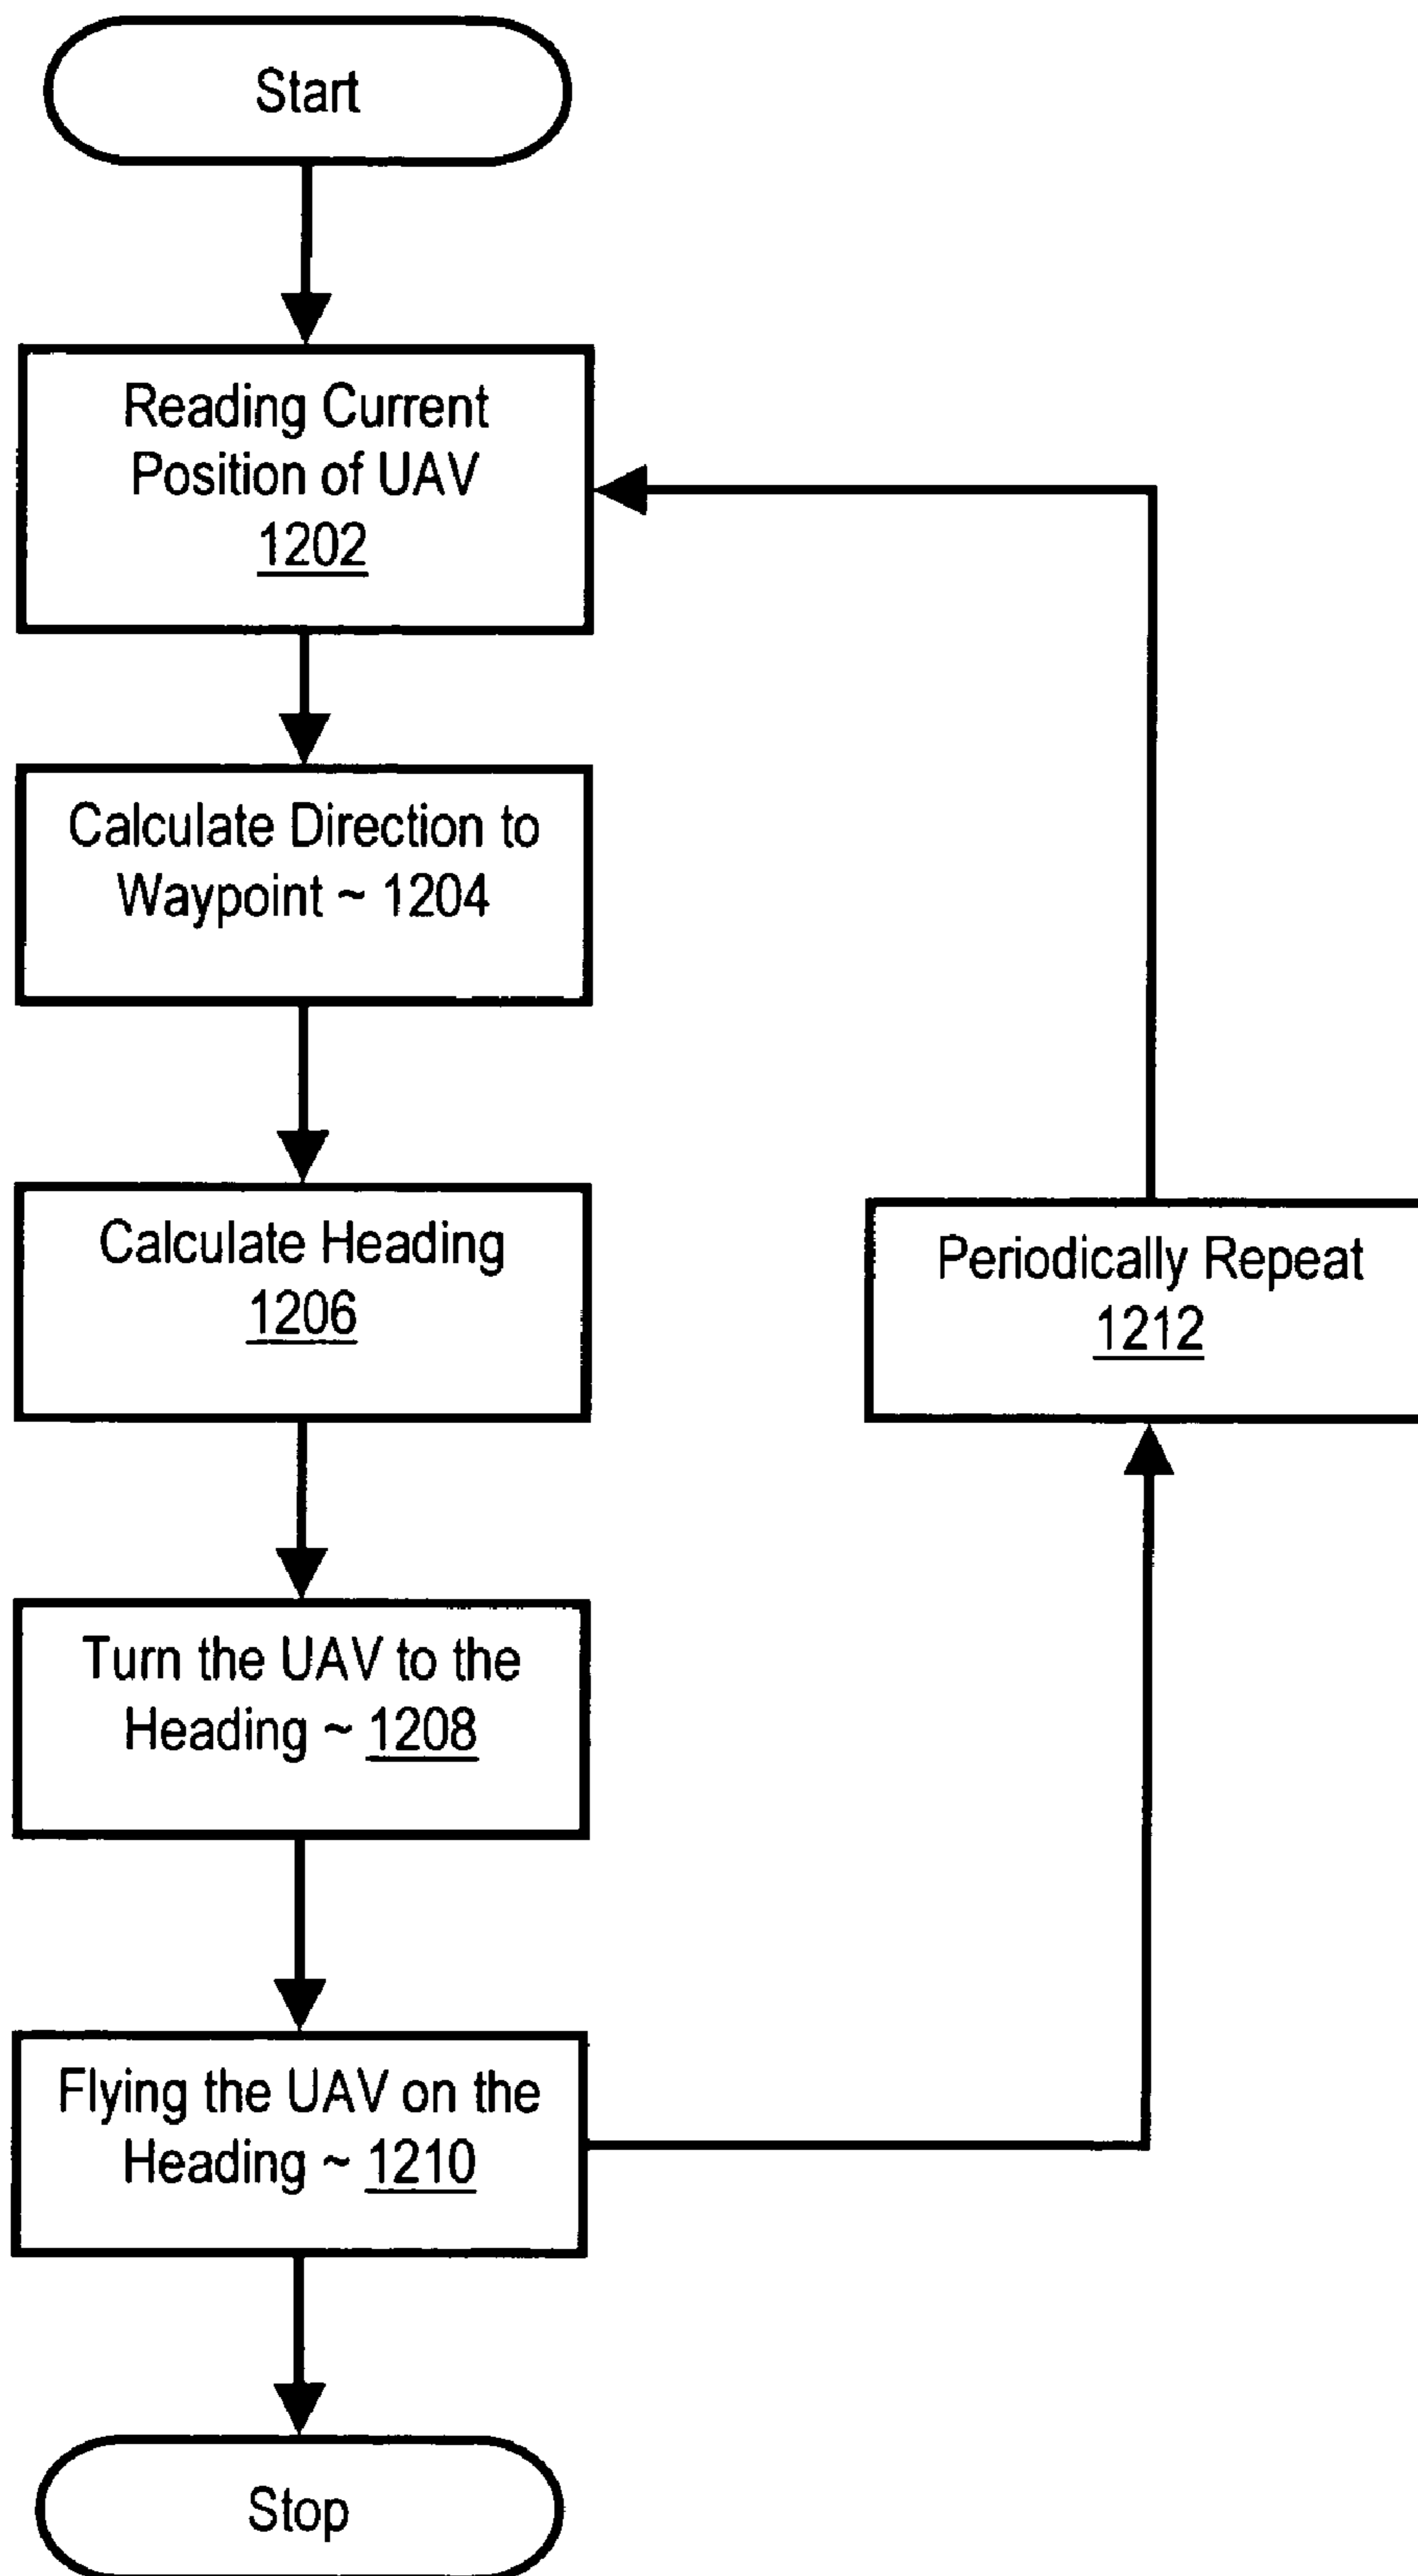 Start
Reading Current
Position of UAV
1202
Calculate Direction to
Waypoint ~ 1204
Calculate Heading
1206
Periodically Repeat
1212
Turn the UAV to the
Heading ~ 1208
Flying the UAV on the
Heading ~ 1210
Stop